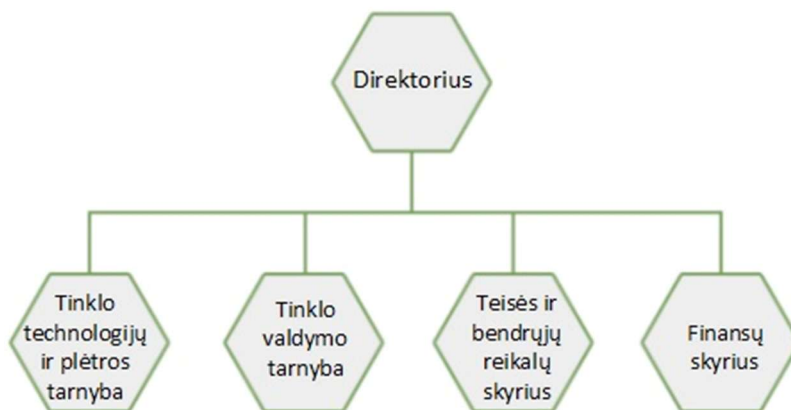 Direktorius
Tinklo
technologijų
ir plėtros
tarnyba
Tinklo
valdymo
tarnyba
Teisės ir
bendrųjų
reikalų
skyrius
Finansų
skyrius